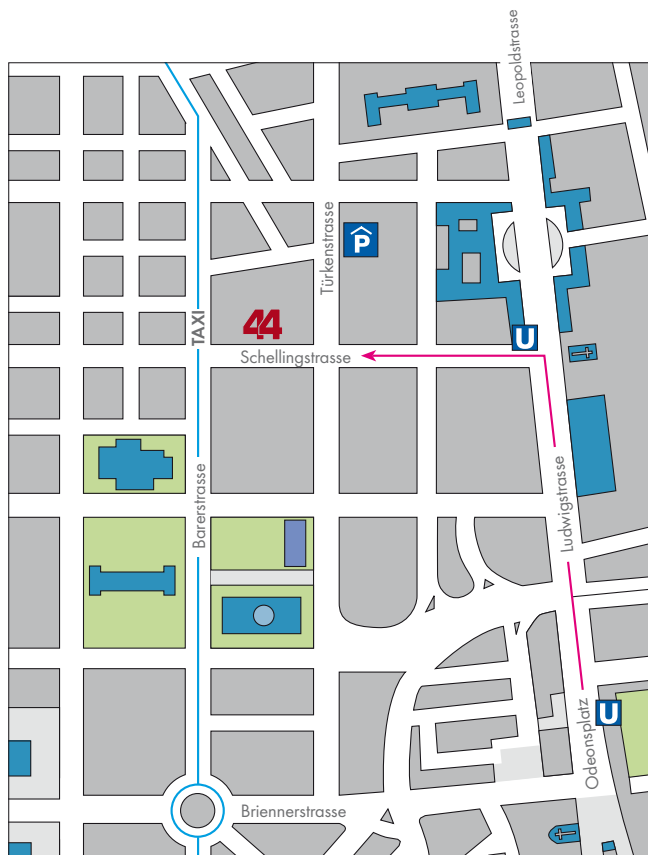 Leopoldstrasse
Türkenstrasse
P
TAXI
44
U
Schellingstrasse
Barerstrasse
Ludwigstrasse
Odeonsplatz
U
Briennerstrasse